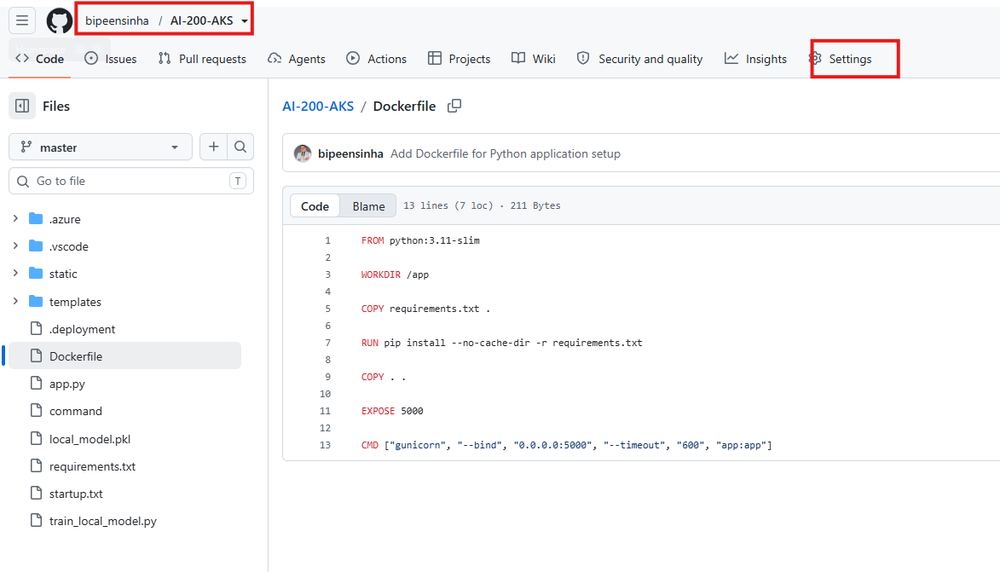 bipeensinha / AI-200-AKS
Code Issues Pull requests Agents Actions Projects Wiki Security and quality Insights Settings
Files
master
Go to file T
.azure
.vscode
static
templates
.deployment
Dockerfile
app.py
command
local_model.pkl
requirements.txt
startup.txt
train_local_model.py
AI-200-AKS / Dockerfile
bipeensinha Add Dockerfile for Python application setup
Code Blame 13 lines (7 loc) · 211 Bytes
1 FROM python:3.11-slim
2
3 WORKDIR /app
4
5 COPY requirements.txt .
6
7 RUN pip install --no-cache-dir -r requirements.txt
8
9 COPY . .
10
11 EXPOSE 5000
12
13 CMD ["gunicorn", "--bind", "0.0.0.0:5000", "--timeout", "600", "app:app"]